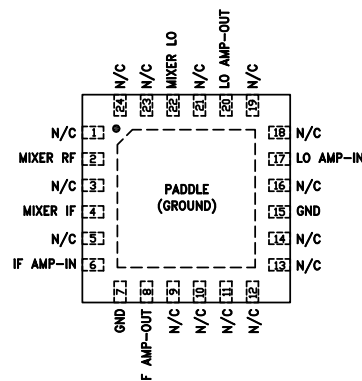 N/C
N/C
MIXER LO
N/C
LO AMP-OUT
N/C
24
23
22
21
20
19
N/C 1
MIXER RF 2
N/C 3
MIXER IF 4
N/C 5
IF AMP-IN 6
PADDLE
(GROUND)
18 N/C
17 LO AMP-IN
16 N/C
15 GND
14 N/C
13 N/C
7
8
9
10
11
12
GND
F AMP-OUT
N/C
N/C
N/C
N/C